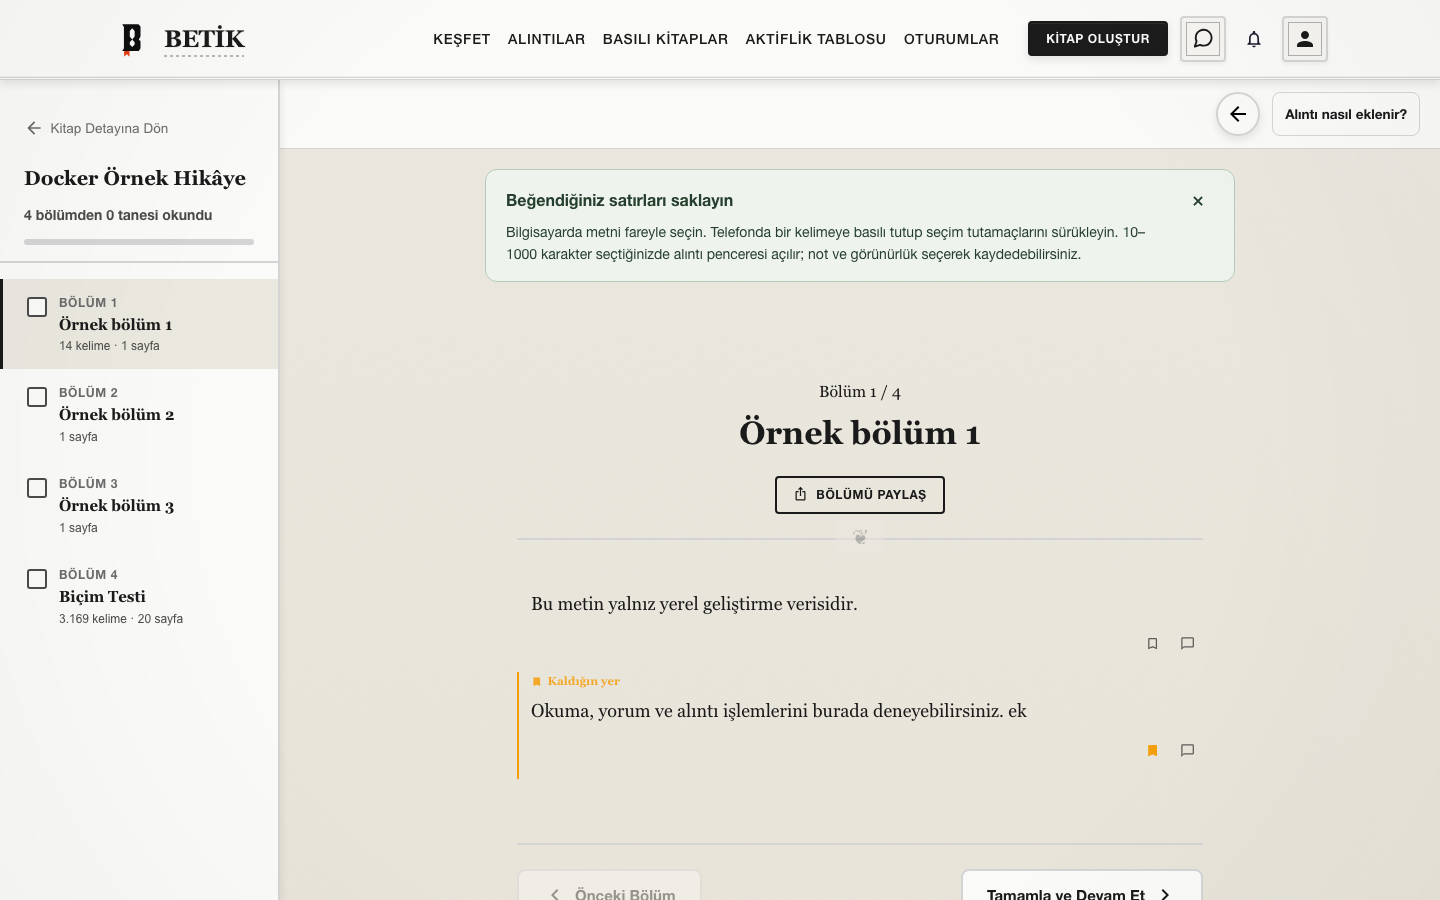 BETİK
KEŞFET
ALINTILAR
BASILI KİTAPLAR
AKTİFLİK TABLOSU
OTURUMLAR
KİTAP OLUŞTUR
Kitap Detayına Dön
Docker Örnek Hikâye
4 bölümden 0 tanesi okundu
BÖLÜM 1
Örnek bölüm 1
14 kelime · 1 sayfa
BÖLÜM 2
Örnek bölüm 2
1 sayfa
BÖLÜM 3
Örnek bölüm 3
1 sayfa
BÖLÜM 4
Biçim Testi
3.169 kelime · 20 sayfa
Alıntı nasıl eklenir?
Beğendiğiniz satırları saklayın
Bilgisayarda metni fareyle seçin. Telefonda bir kelimeye basılı tutup seçim tutamaçlarını sürükleyin. 10–
1000 karakter seçtiğinizde alıntı penceresi açılır; not ve görünürlük seçerek kaydedebilirsiniz.
Bölüm 1 / 4
Örnek bölüm 1
BÖLÜMÜ PAYLAŞ
Bu metin yalnız yerel geliştirme verisidir.
Kaldığın yer
Okuma, yorum ve alıntı işlemlerini burada deneyebilirsiniz. ek
Önceki Bölüm
Tamamla ve Devam Et